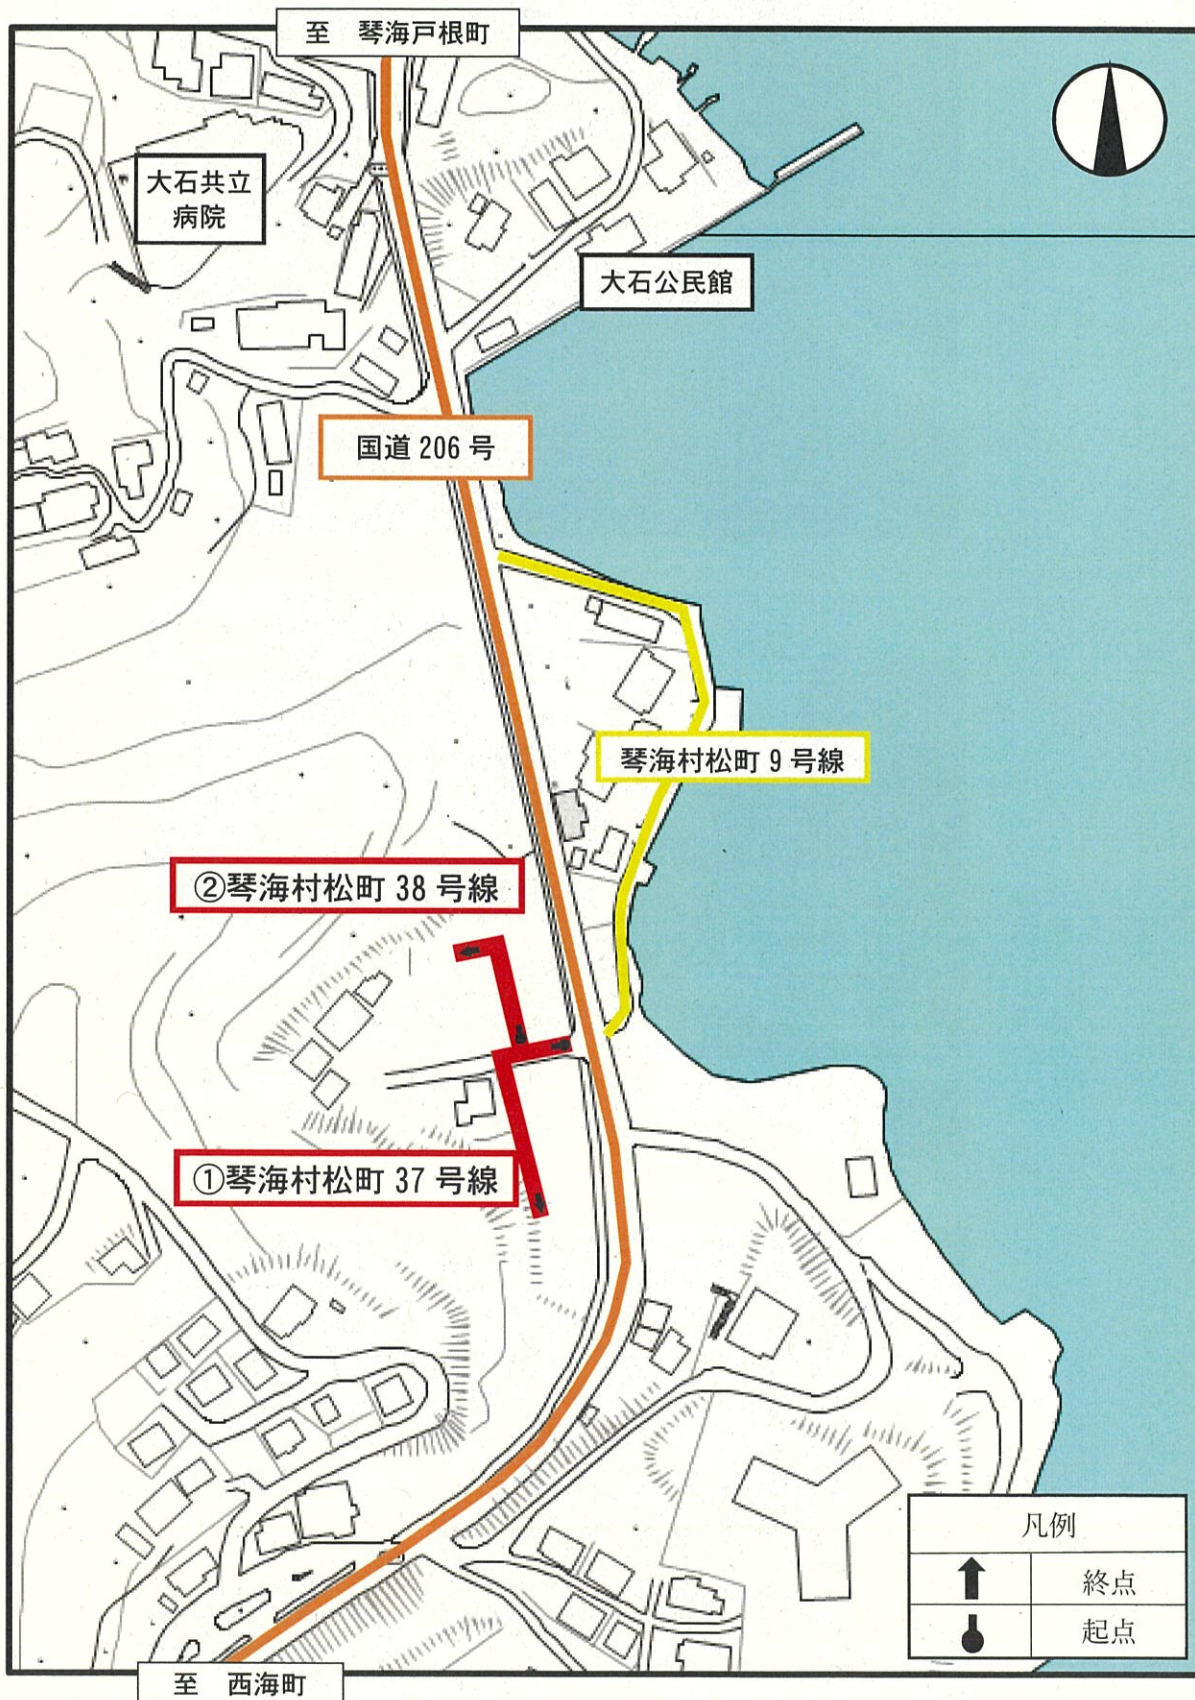 至　琴海戸根町
大石共立
病院
大石公民館
国道 206 号
琴海村松町 9 号線
②琴海村松町 38 号線
①琴海村松町 37 号線
凡例
終点
起点
至　西海町